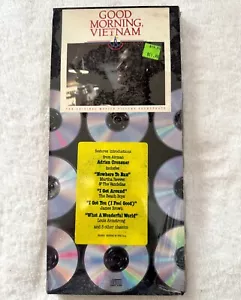 GOOD
MORNING,
VIETNAM
THE ORIGINAL MOTION PICTURE SOUNDTRACK
features introductions
from Airman
Adrian Cronauer
Includes
"Nowhere To Run"
Martha Reeves
& The Vandellas
"I Get Around"
The Beach Boys
"I Got You (I Feel Good)"
James Brown
"What A Wonderful World"
Louis Armstrong
and 8 other classics